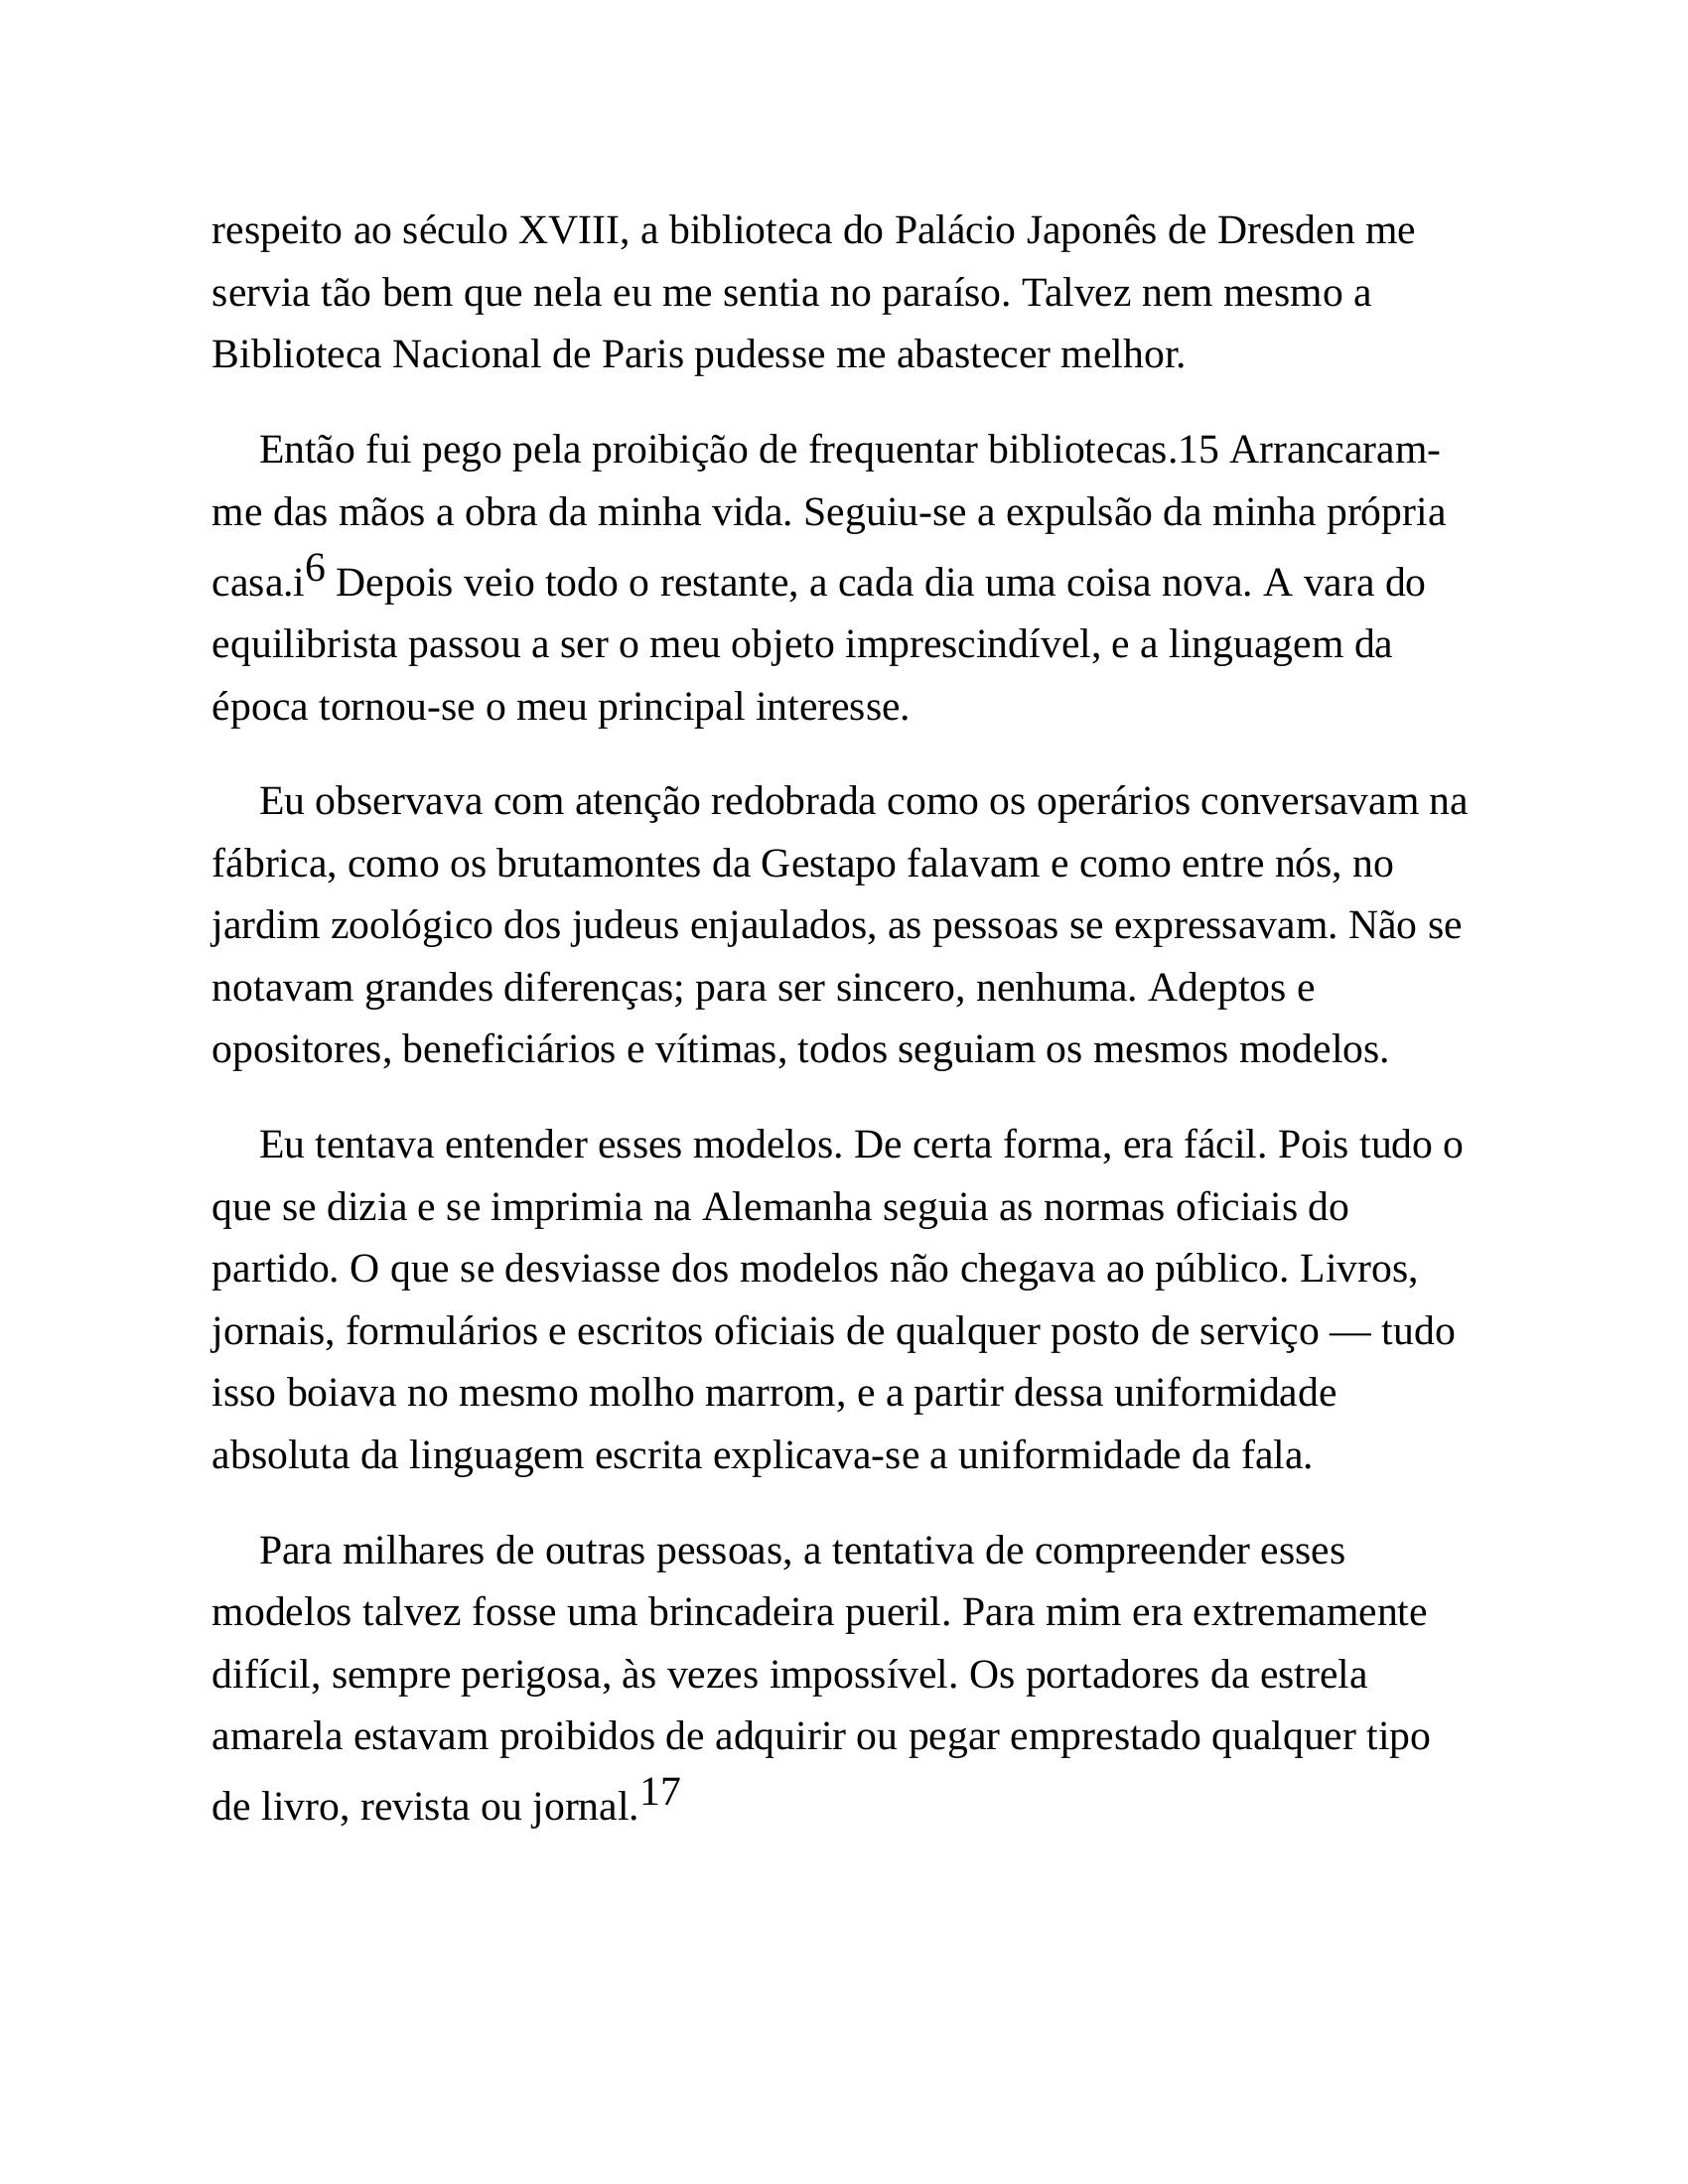 respeito ao século XVIII, a biblioteca do Palácio Japonês de Dresden me
servia tão bem que nela eu me sentia no paraíso. Talvez nem mesmo a
Biblioteca Nacional de Paris pudesse me abastecer melhor.
Então fui pego pela proibição de frequentar bibliotecas.15 Arrancaram-
me das mãos a obra da minha vida. Seguiu-se a expulsão da minha própria
casa.i6 Depois veio todo o restante, a cada dia uma coisa nova. A vara do
equilibrista passou a ser o meu objeto imprescindível, e a linguagem da
época tornou-se o meu principal interesse.
Eu observava com atenção redobrada como os operários conversavam na
fábrica, como os brutamontes da Gestapo falavam e como entre nós, no
jardim zoológico dos judeus enjaulados, as pessoas se expressavam. Não se
notavam grandes diferenças; para ser sincero, nenhuma. Adeptos e
opositores, beneficiários e vítimas, todos seguiam os mesmos modelos.
Eu tentava entender esses modelos. De certa forma, era fácil. Pois tudo o
que se dizia e se imprimia na Alemanha seguia as normas oficiais do
partido. O que se desviasse dos modelos não chegava ao público. Livros,
jornais, formulários e escritos oficiais de qualquer posto de serviço — tudo
isso boiava no mesmo molho marrom, e a partir dessa uniformidade
absoluta da linguagem escrita explicava-se a uniformidade da fala.
Para milhares de outras pessoas, a tentativa de compreender esses
modelos talvez fosse uma brincadeira pueril. Para mim era extremamente
difícil, sempre perigosa, às vezes impossível. Os portadores da estrela
amarela estavam proibidos de adquirir ou pegar emprestado qualquer tipo
de livro, revista ou jornal.17